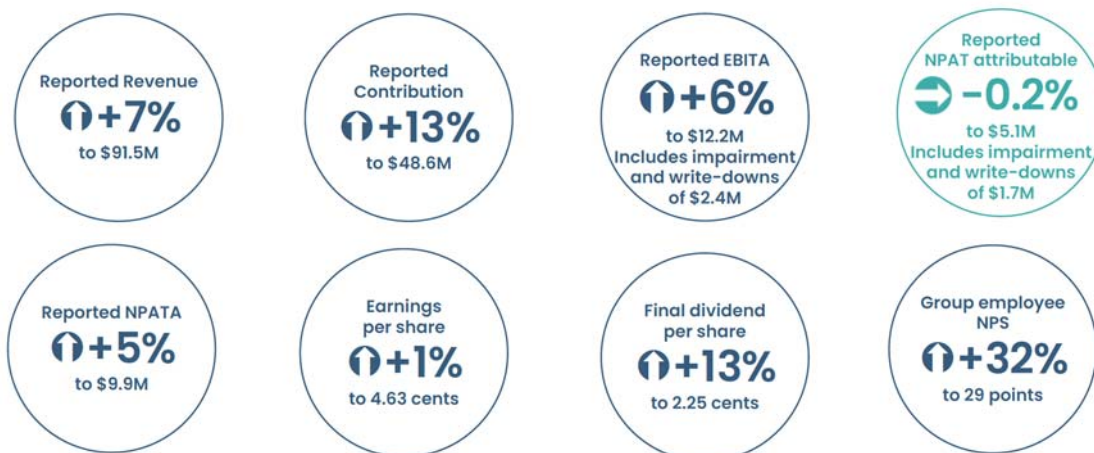 Reported Revenue
+7%
to $91.5M
Reported
Contribution
+13%
to $48.6M
Reported EBITA
+6%
to $12.2M
Includes impairment
and write-downs
of $2.4M
Reported
NPAT attributable
-0.2%
to $5.1M
Includes impairment
and write-downs
of $1.7M
Reported NPATA
+5%
to $9.9M
Earnings
per share
+1%
to 4.63 cents
Final dividend
per share
+13%
to 2.25 cents
Group employee
NPS
+32%
to 29 points